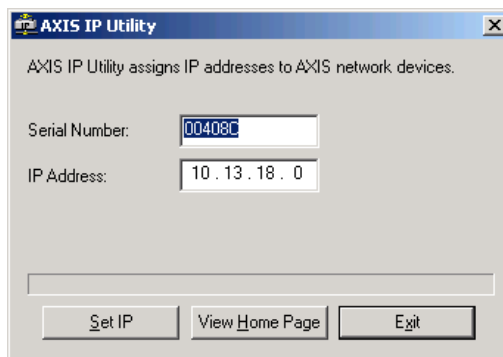 AXIS IP Utility
AXIS IP Utility assigns IP addresses to AXIS network devices.
Serial Number: 00408C
IP Address: 10 . 13 . 18 . 0
Set IP View Home Page Exit